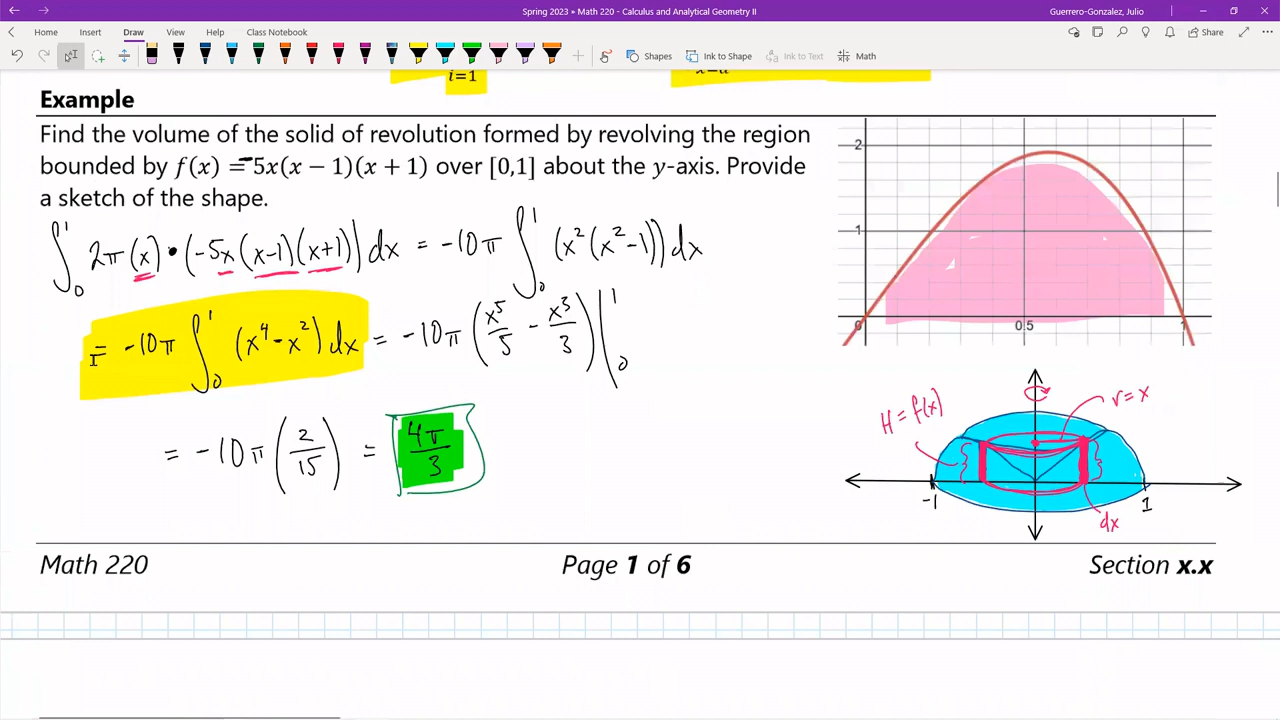 Spring 2023 » Math 220 - Calculus and Analytical Geometry II
Guerrero-Gonzalez, Julio
Home Insert Draw View Help Class Notebook
Share
Shapes Ink to Shape Ink to Text Math
i=1
Example
Find the volume of the solid of revolution formed by revolving the region
bounded by f(x) = -5x(x − 1)(x + 1) over [0,1] about the y-axis. Provide
a sketch of the shape.
∫₀¹ 2π(x)•(-5x(x-1)(x+1))dx = -10π ∫₀¹ (x²(x²-1))dx
= -10π ∫₀¹ (x⁴-x²)dx = -10π (x⁵/5 - x³/3)|₀¹
= -10π (2/15) = 4π/3
2
1
0 0.5 1
H = f(x)
r = x
-1 1
dx
Math 220 Page 1 of 6 Section x.x